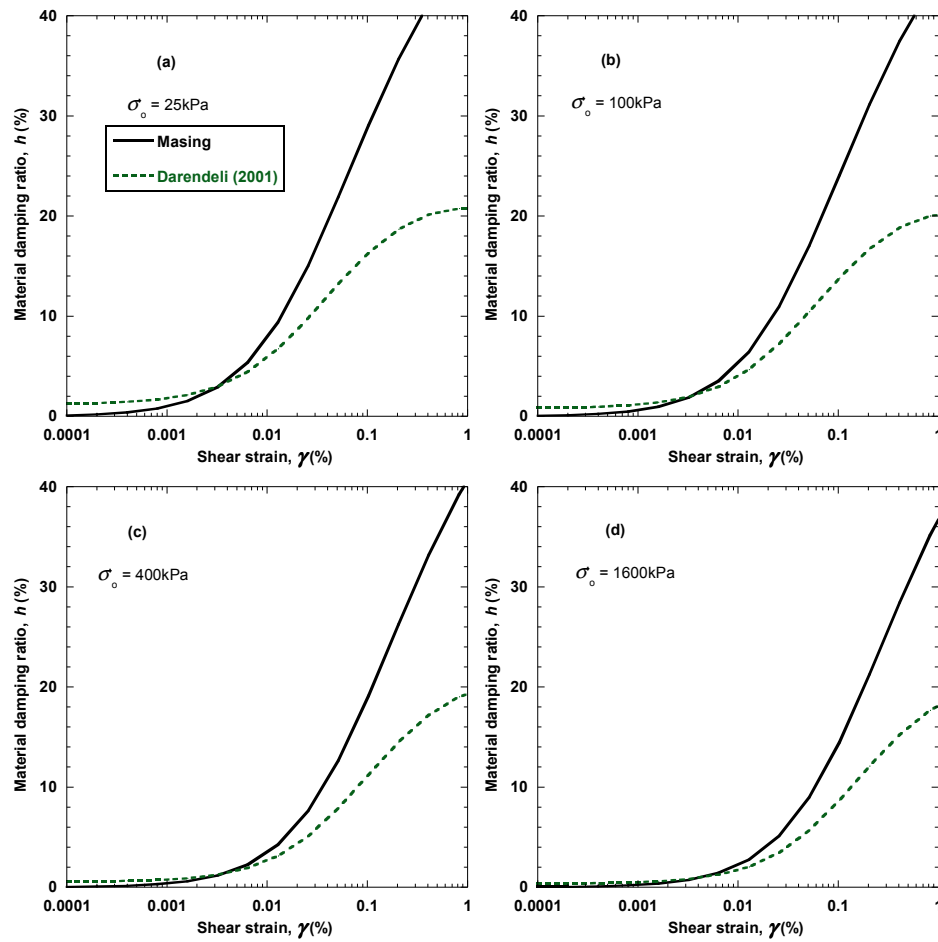 (a)
σ'o = 25kPa
Masing
Darendeli (2001)
Material damping ratio, h (%)
40
30
20
10
0
0.0001 0.001 0.01 0.1 1
Shear strain, γ(%)
(b)
σ'o = 100kPa
Material damping ratio, h (%)
40
30
20
10
0
0.0001 0.001 0.01 0.1 1
Shear strain, γ(%)
(c)
σ'o = 400kPa
Material damping ratio, h (%)
40
30
20
10
0
0.0001 0.001 0.01 0.1 1
Shear strain, γ(%)
(d)
σ'o = 1600kPa
Material damping ratio, h (%)
40
30
20
10
0
0.0001 0.001 0.01 0.1 1
Shear strain, γ(%)